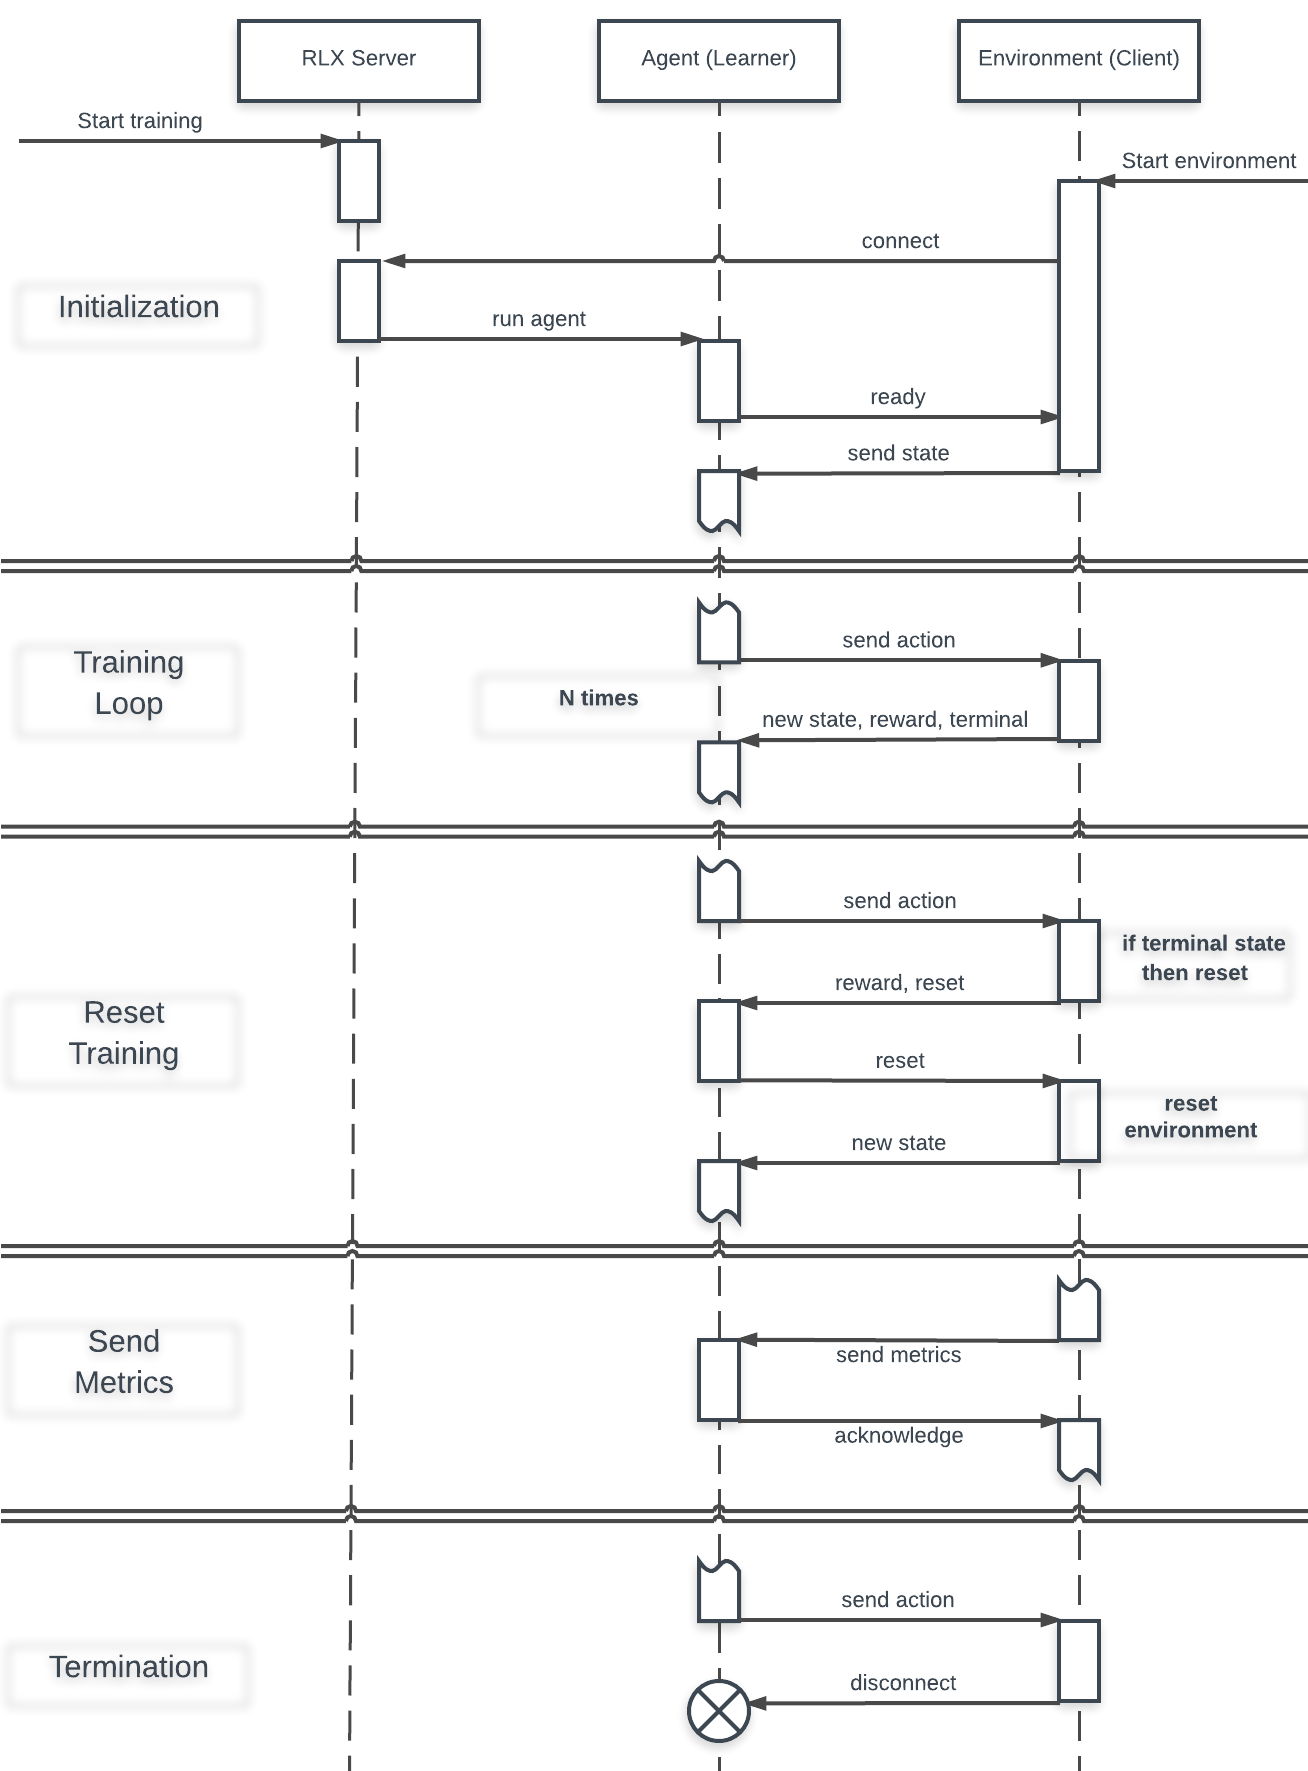 RLX Server
Agent (Learner)
Environment (Client)
Start training
Start environment
connect
Initialization
run agent
ready
send state
Training
Loop
send action
N times
new state, reward, terminal
send action
if terminal state
then reset
reward, reset
Reset
Training
reset
reset
environment
new state
Send
Metrics
send metrics
acknowledge
send action
Termination
disconnect